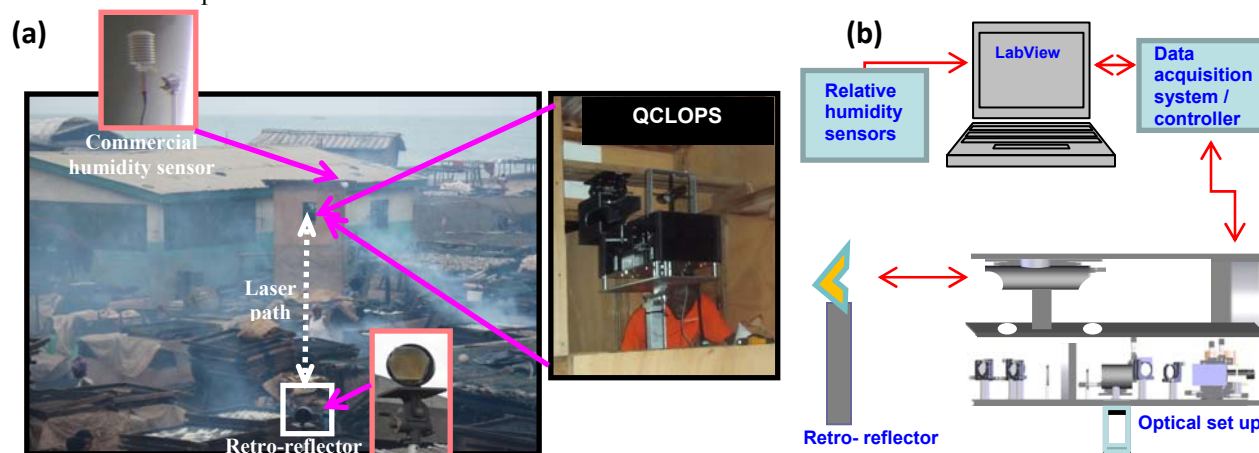 (a)
Commercial
humidity sensor
QCLOPS
Laser
path
Retro-reflector
(b)
LabView
Relative
humidity
sensors
Data
acquisition
system /
controller
Retro- reflector
Optical set up